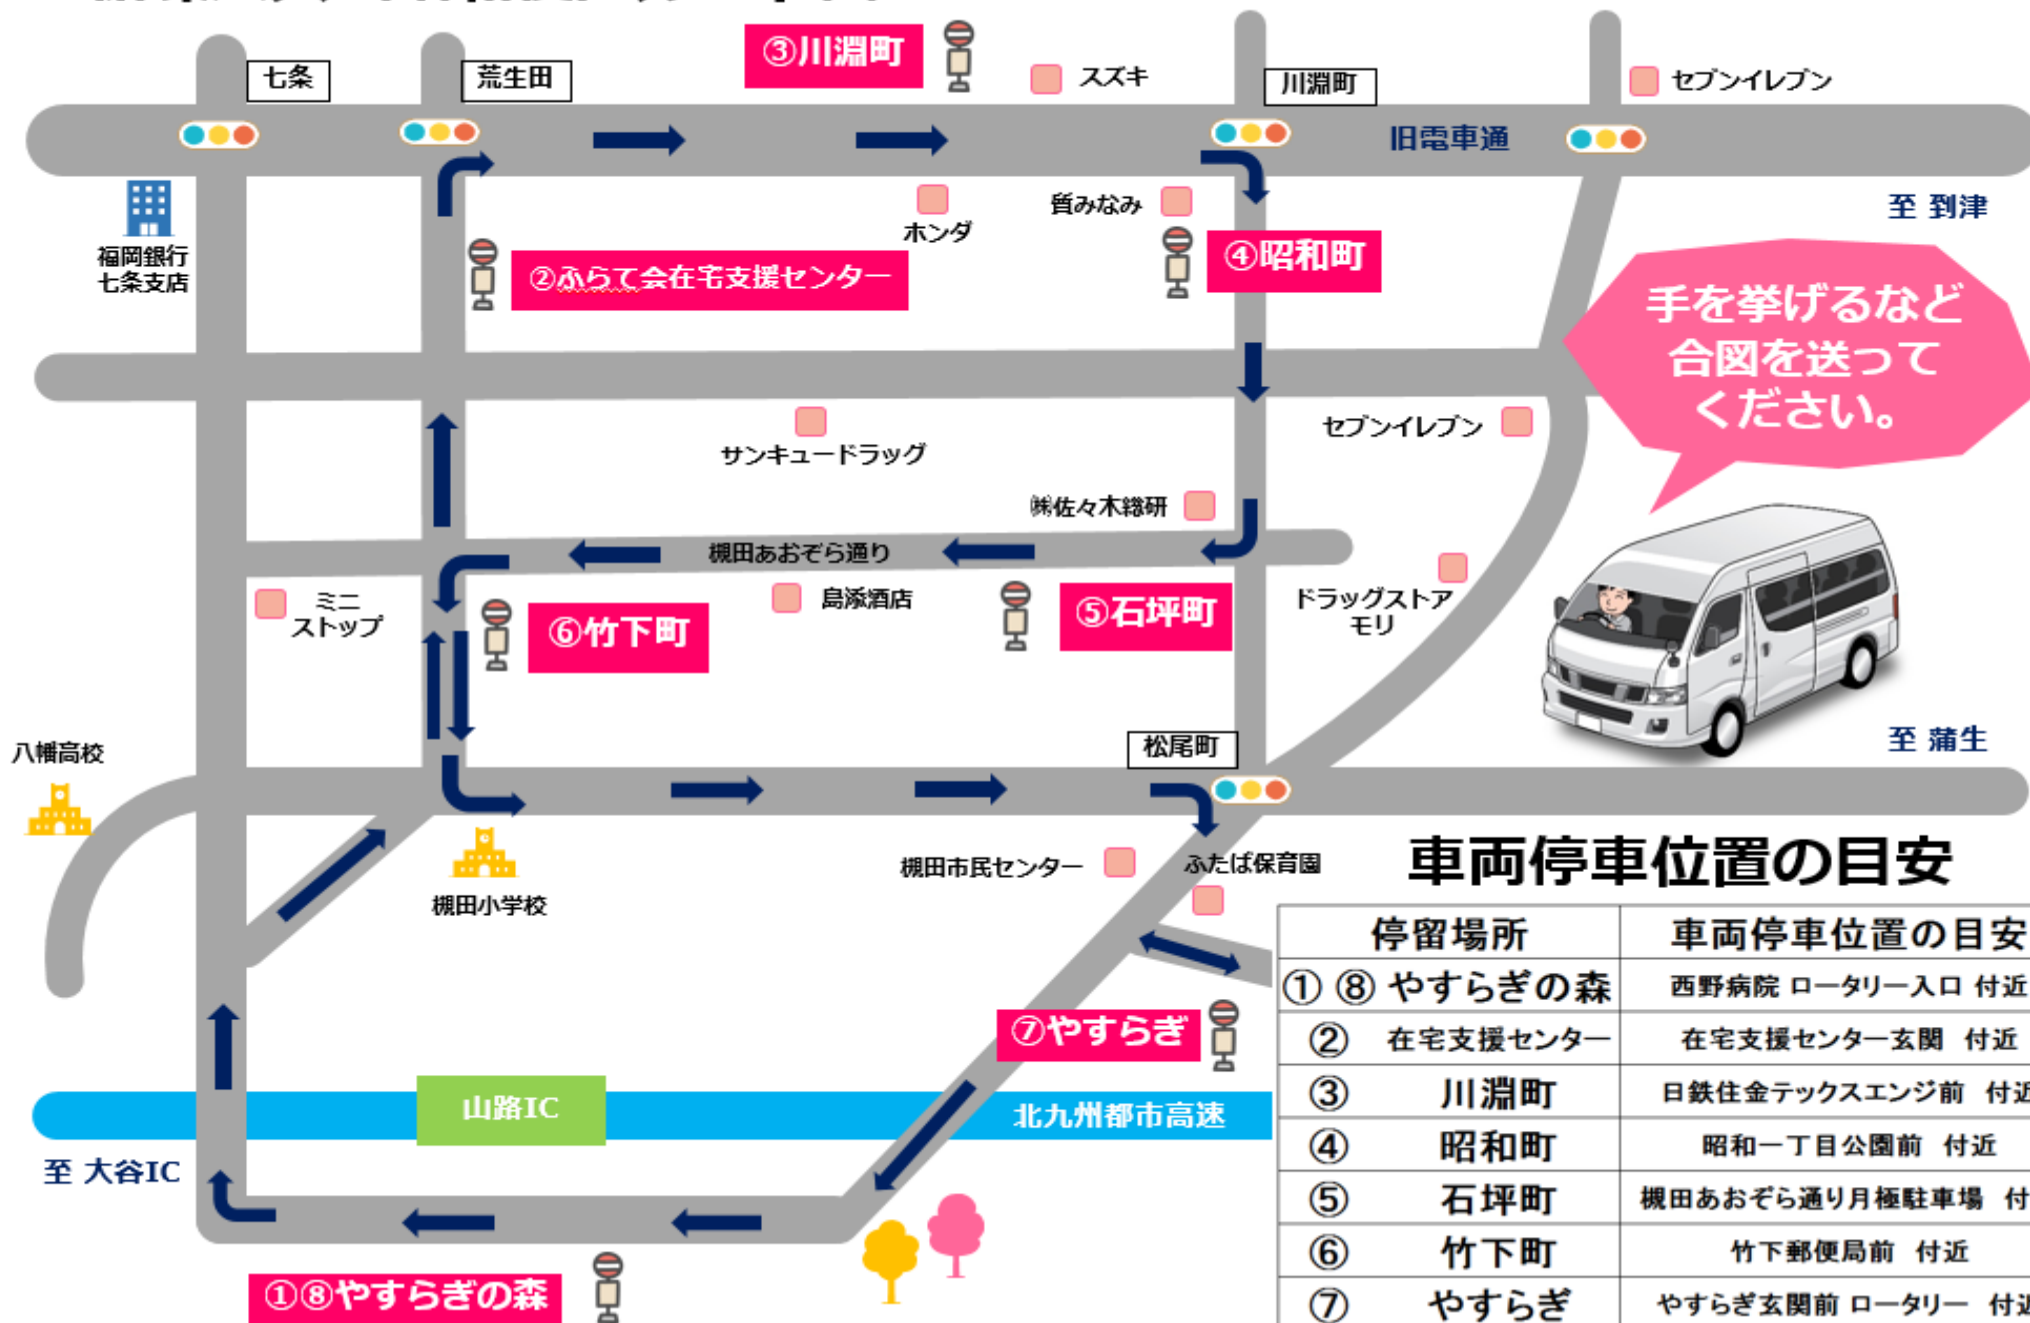 ③川淵町
七条
荒生田
スズキ
川淵町
セブンイレブン
旧電車通
至 到津
福岡銀行
七条支店
ホンダ
質みなみ
②ふらて会在宅支援センター
④昭和町
手を挙げるなど
合図を送って
ください。
サンキュードラッグ
セブンイレブン
㈱佐々木総研
槻田あおぞら通り
ミニ
ストップ
島添酒店
⑤石坪町
ドラッグストア
モリ
⑥竹下町
八幡高校
松尾町
至 蒲生
槻田小学校
槻田市民センター
ふたば保育園
⑦やすらぎ
山路IC
北九州都市高速
至 大谷IC
①⑧やすらぎの森
車両停車位置の目安
停留場所 車両停車位置の目安
① ⑧ やすらぎの森 西野病院 ロータリー入口 付近
② 在宅支援センター 在宅支援センター玄関 付近
③ 川淵町 日鉄住金テックスエンジ前 付近
④ 昭和町 昭和一丁目公園前 付近
⑤ 石坪町 槻田あおぞら通り月極駐車場 付
⑥ 竹下町 竹下郵便局前 付近
⑦ やすらぎ やすらぎ玄関前 ロータリー 付近